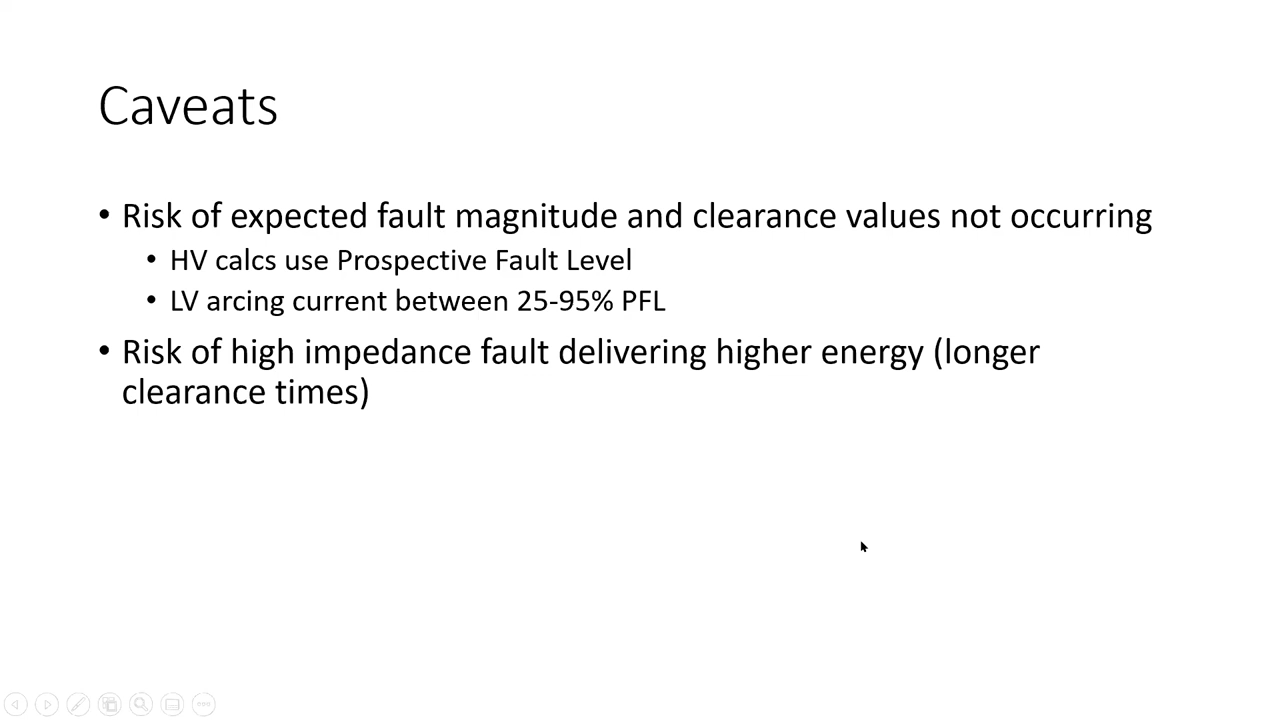 Caveats
• Risk of expected fault magnitude and clearance values not occurring
• HV calcs use Prospective Fault Level
• LV arcing current between 25-95% PFL
• Risk of high impedance fault delivering higher energy (longer
clearance times)